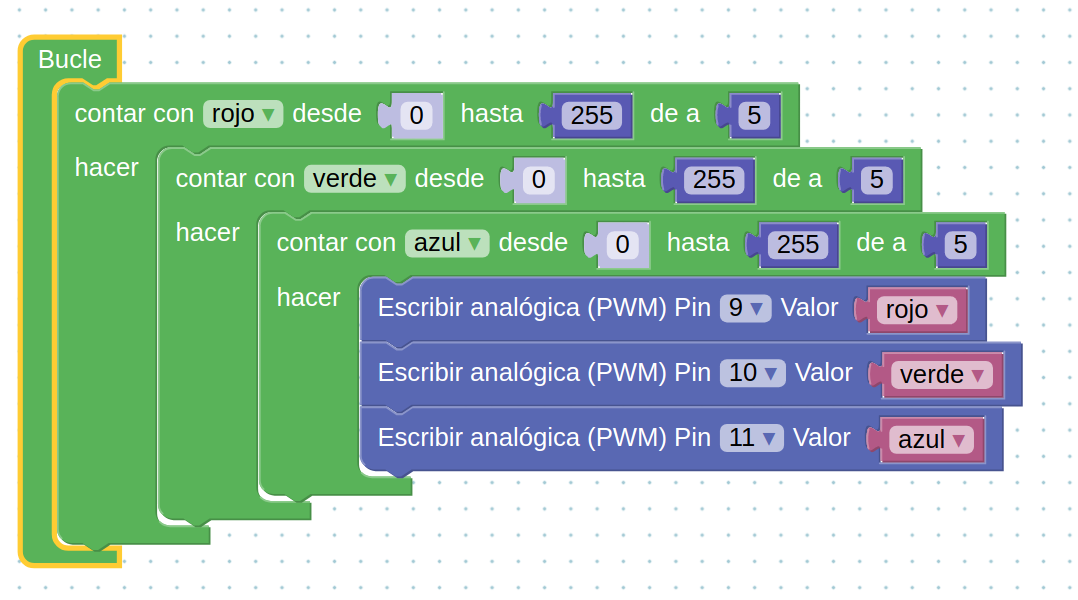 Bucle
contar con rojo ▼ desde 0 hasta 255 de a 5
hacer
contar con verde ▼ desde 0 hasta 255 de a 5
hacer
contar con azul ▼ desde 0 hasta 255 de a 5
hacer
Escribir analógica (PWM) Pin 9 ▼ Valor rojo ▼
Escribir analógica (PWM) Pin 10 ▼ Valor verde ▼
Escribir analógica (PWM) Pin 11 ▼ Valor azul ▼